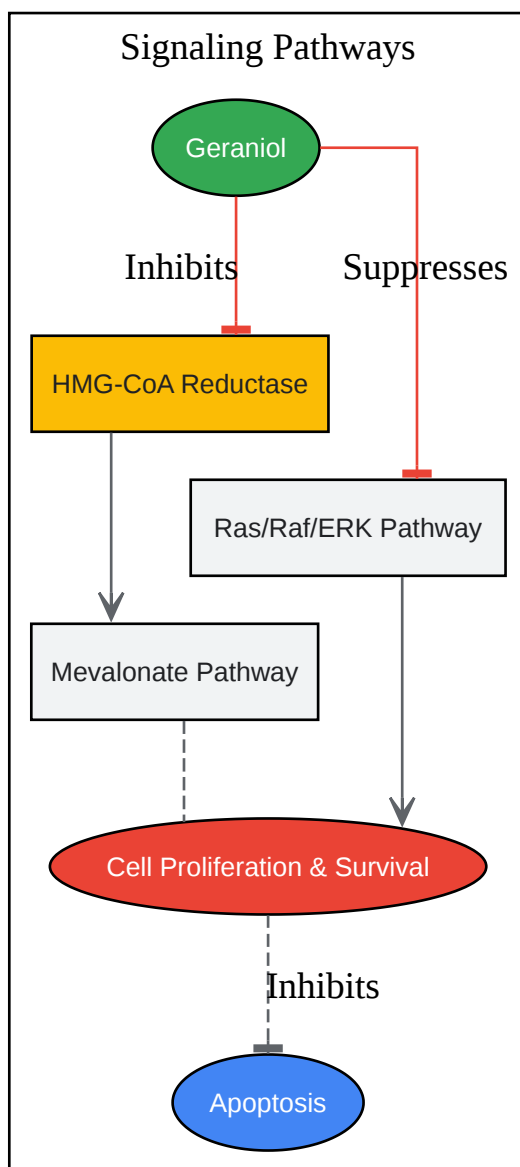 Signaling Pathways
Geraniol
Inhibits
Suppresses
HMG-CoA Reductase
Ras/Raf/ERK Pathway
Mevalonate Pathway
Cell Proliferation & Survival
Inhibits
Apoptosis